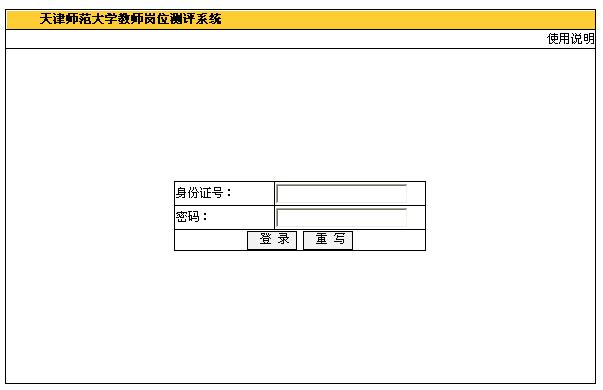 天津师范大学教师岗位测评系统
使用说明
身份证号：
密码：
登 录 重 写